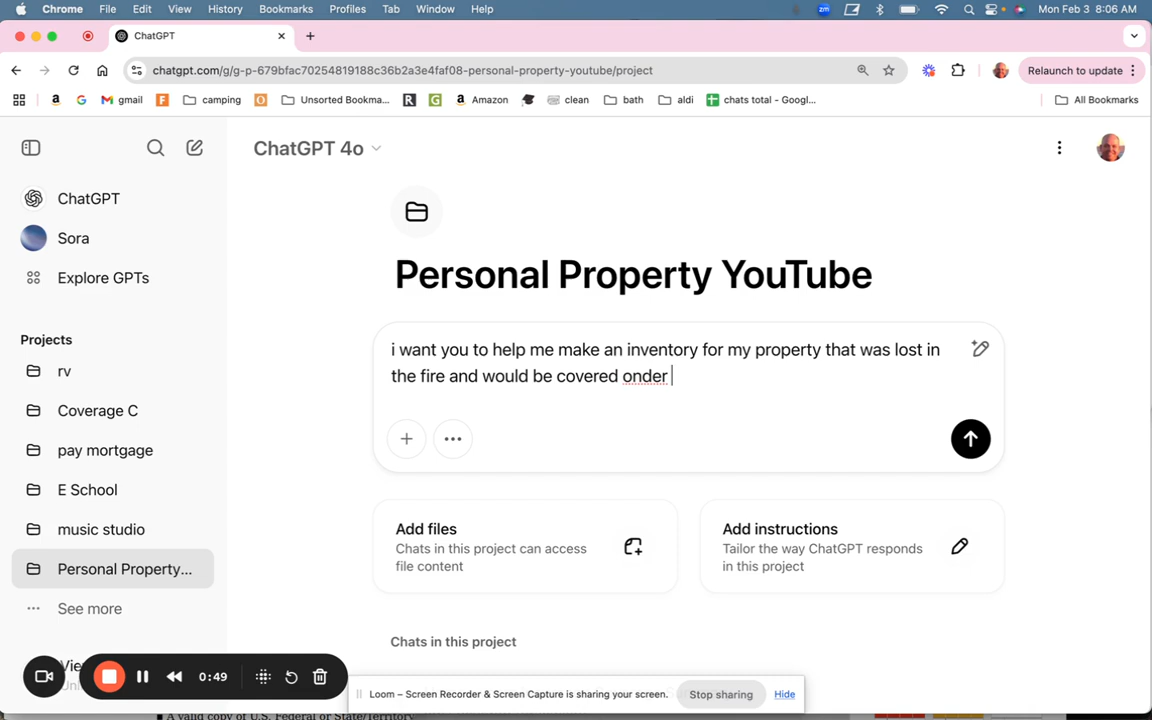 Chrome File Edit View History Bookmarks Profiles Tab Window Help zm Mon Feb 3 8:06 AM
ChatGPT
chatgpt.com/g/g-p-679bfac70254819188c36b2a3e4faf08-personal-property-youtube/project Relaunch to update
gmail camping Unsorted Bookma... Amazon clean bath aldi chats total - Googl... All Bookmarks
ChatGPT 4o
ChatGPT
Sora
Explore GPTs
Projects
rv
Coverage C
pay mortgage
E School
music studio
Personal Property...
See more
Personal Property YouTube
i want you to help me make an inventory for my property that was lost in
the fire and would be covered onder
Add files
Chats in this project can access
file content
Add instructions
Tailor the way ChatGPT responds
in this project
Chats in this project
0:49
Loom – Screen Recorder & Screen Capture is sharing your screen. Stop sharing Hide
A valid copy of U.S. Federal or State/Territory